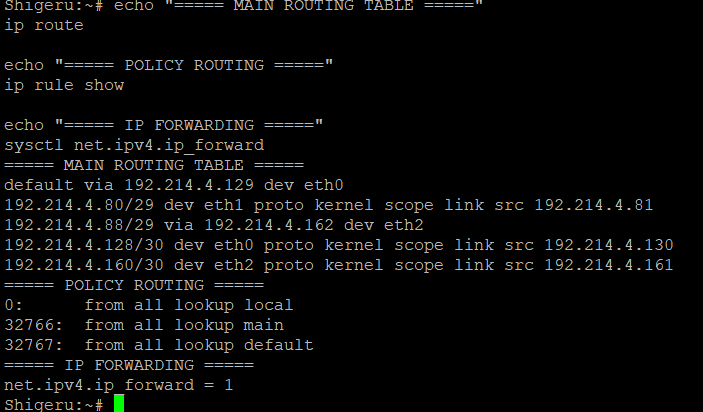 Shigeru:~# echo "===== MAIN ROUTING TABLE ====="
ip route
echo "===== POLICY ROUTING ====="
ip rule show
echo "===== IP FORWARDING ====="
sysctl net.ipv4.ip_forward
===== MAIN ROUTING TABLE =====
default via 192.214.4.129 dev eth0
192.214.4.80/29 dev eth1 proto kernel scope link src 192.214.4.81
192.214.4.88/29 via 192.214.4.162 dev eth2
192.214.4.128/30 dev eth0 proto kernel scope link src 192.214.4.130
192.214.4.160/30 dev eth2 proto kernel scope link src 192.214.4.161
===== POLICY ROUTING =====
0:      from all lookup local
32766:  from all lookup main
32767:  from all lookup default
===== IP FORWARDING =====
net.ipv4.ip_forward = 1
Shigeru:~#